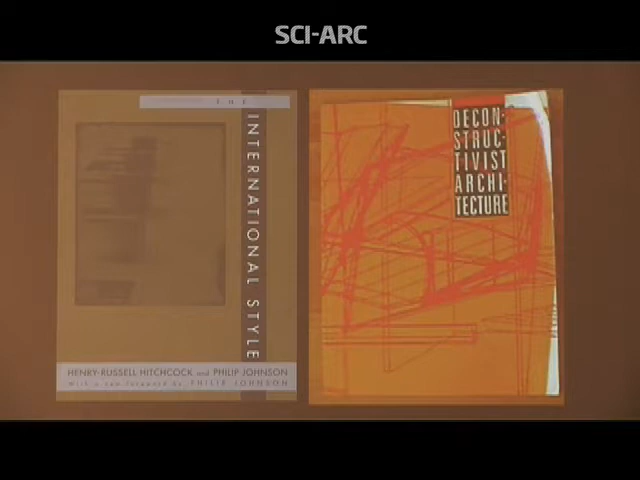 SCI-ARC
THE
INTERNATIONAL STYLE
HENRY-RUSSELL HITCHCOCK and PHILIP JOHNSON
With a new foreword by PHILIP JOHNSON
DECON-
STRUC-
TIVIST
ARCHI-
TECTURE